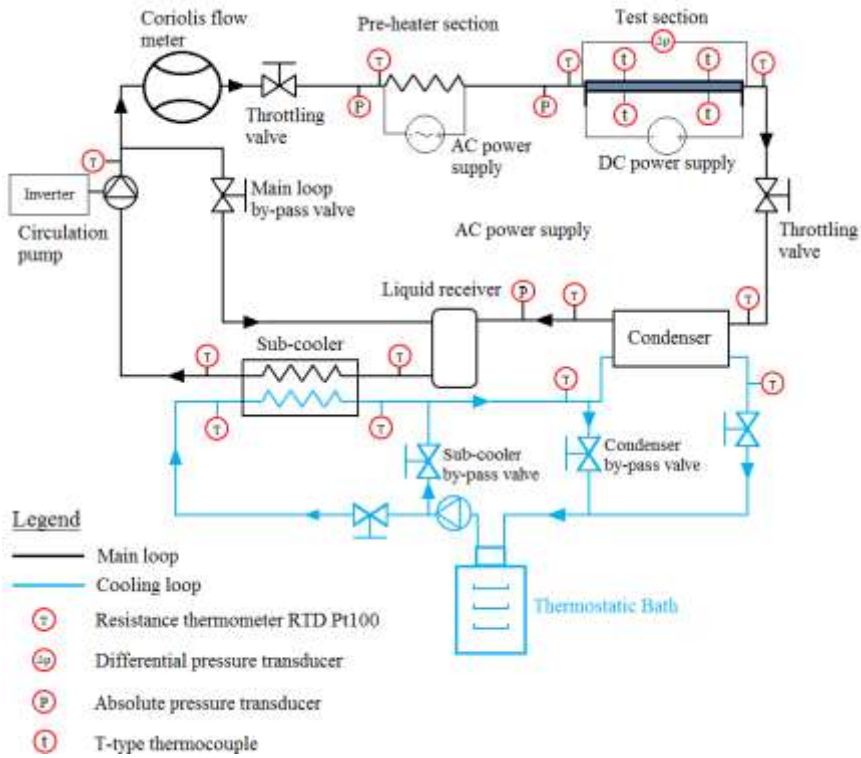 Coriolis flow
meter
Pre-heater section
Test section
T
Δp
T
t
t
T
P
P
t
t
Throttling
valve
AC power
supply
DC power supply
T
Inverter
Circulation
pump
Main loop
by-pass valve
AC power supply
Throttling
valve
Liquid receiver
P
T
T
Condenser
Sub-cooler
T
T
T
T
T
T
Sub-cooler
by-pass valve
Condenser
by-pass valve
Legend
Main loop
Cooling loop
Thermostatic Bath
T
Resistance thermometer RTD Pt100
Δp
Differential pressure transducer
P
Absolute pressure transducer
t
T-type thermocouple